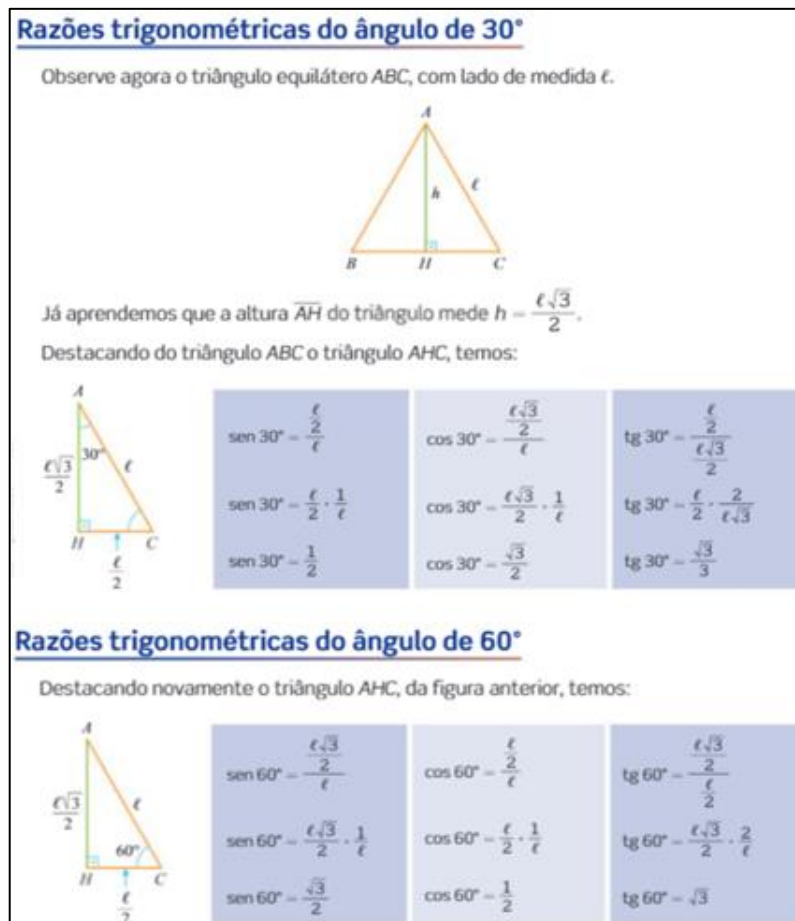 Razões trigonométricas do ângulo de 30°
Observe agora o triângulo equilátero ABC, com lado de medida ℓ.
A
h ℓ
B H C
Já aprendemos que a altura A̅H̅ do triângulo mede h = ℓ√3/2.
Destacando do triângulo ABC o triângulo AHC, temos:
A
30°
ℓ√3/2 ℓ
H C
ℓ/2
sen 30° = (ℓ/2)/ℓ
sen 30° = ℓ/2 · 1/ℓ
sen 30° = 1/2
cos 30° = (ℓ√3/2)/ℓ
cos 30° = ℓ√3/2 · 1/ℓ
cos 30° = √3/2
tg 30° = (ℓ/2)/(ℓ√3/2)
tg 30° = ℓ/2 · 2/ℓ√3
tg 30° = √3/3
Razões trigonométricas do ângulo de 60°
Destacando novamente o triângulo AHC, da figura anterior, temos:
A
ℓ√3/2 ℓ
60°
H C
ℓ/2
sen 60° = (ℓ√3/2)/ℓ
sen 60° = ℓ√3/2 · 1/ℓ
sen 60° = √3/2
cos 60° = (ℓ/2)/ℓ
cos 60° = ℓ/2 · 1/ℓ
cos 60° = 1/2
tg 60° = (ℓ√3/2)/(ℓ/2)
tg 60° = ℓ√3/2 · 2/ℓ
tg 60° = √3